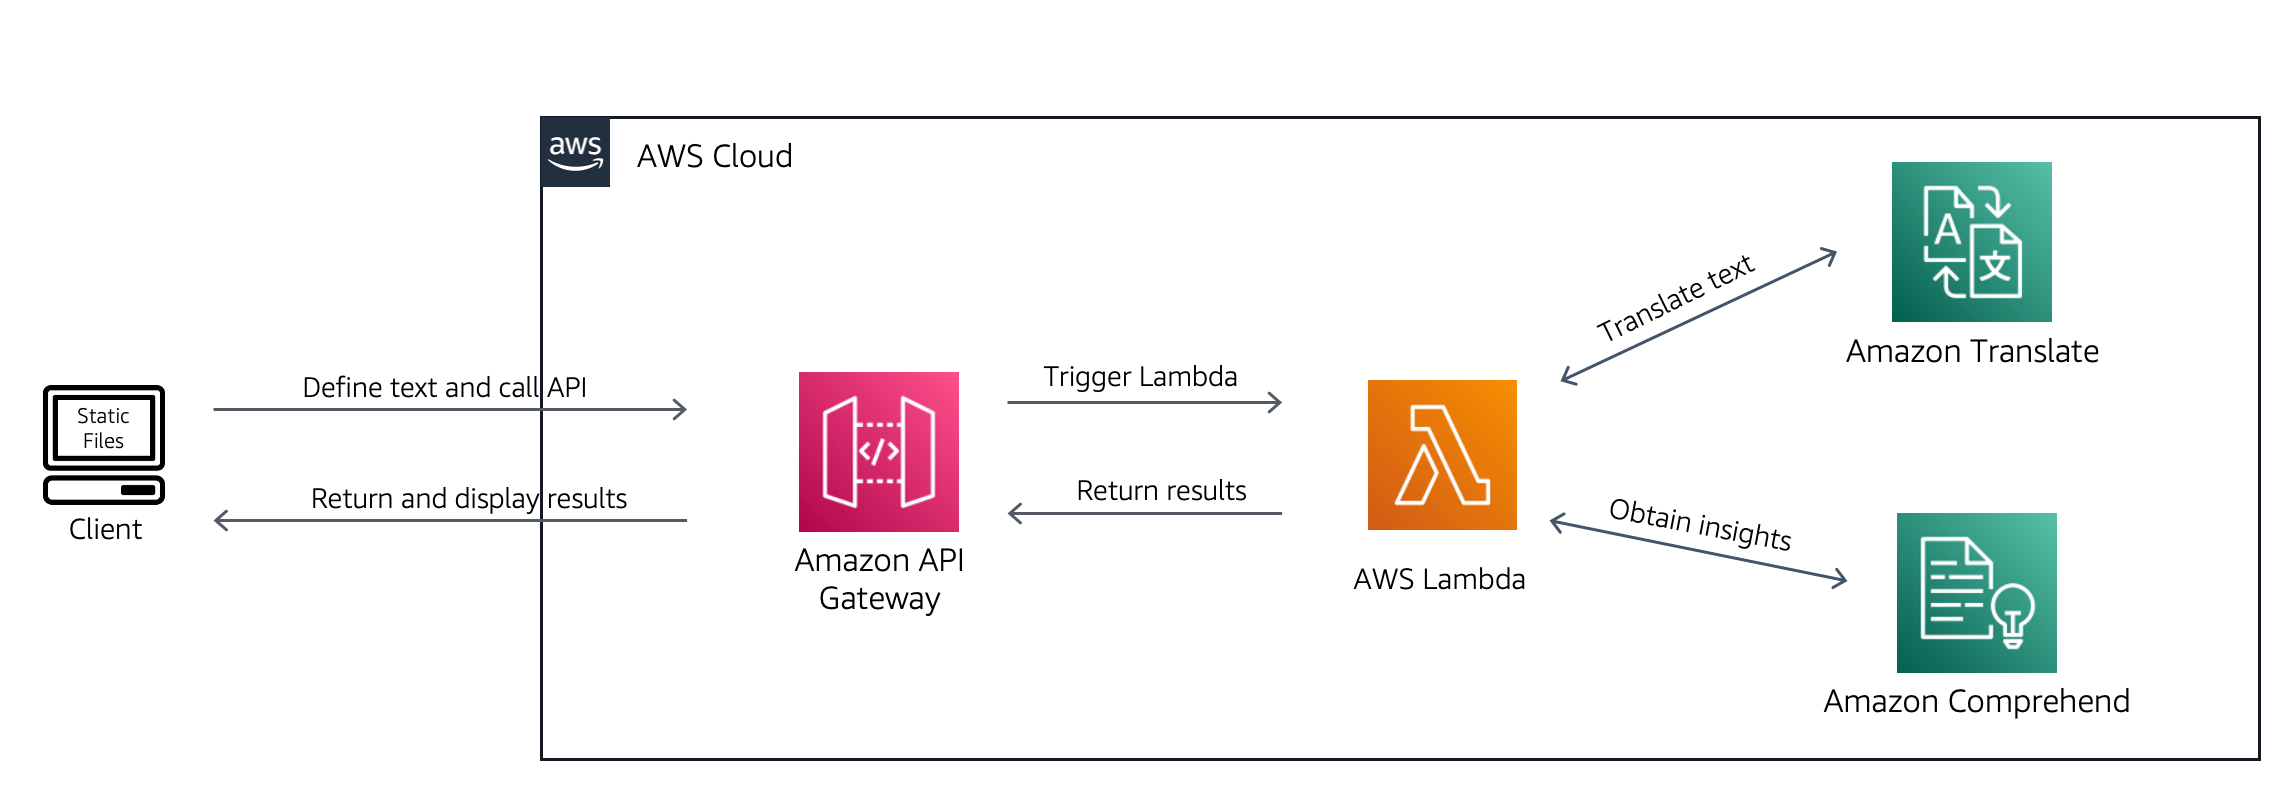 aws
AWS Cloud
Static
Files
Client
Define text and call API
Return and display results
Amazon API
Gateway
Trigger Lambda
Return results
AWS Lambda
Translate text
A
文
Amazon Translate
Obtain insights
</>
Amazon Comprehend